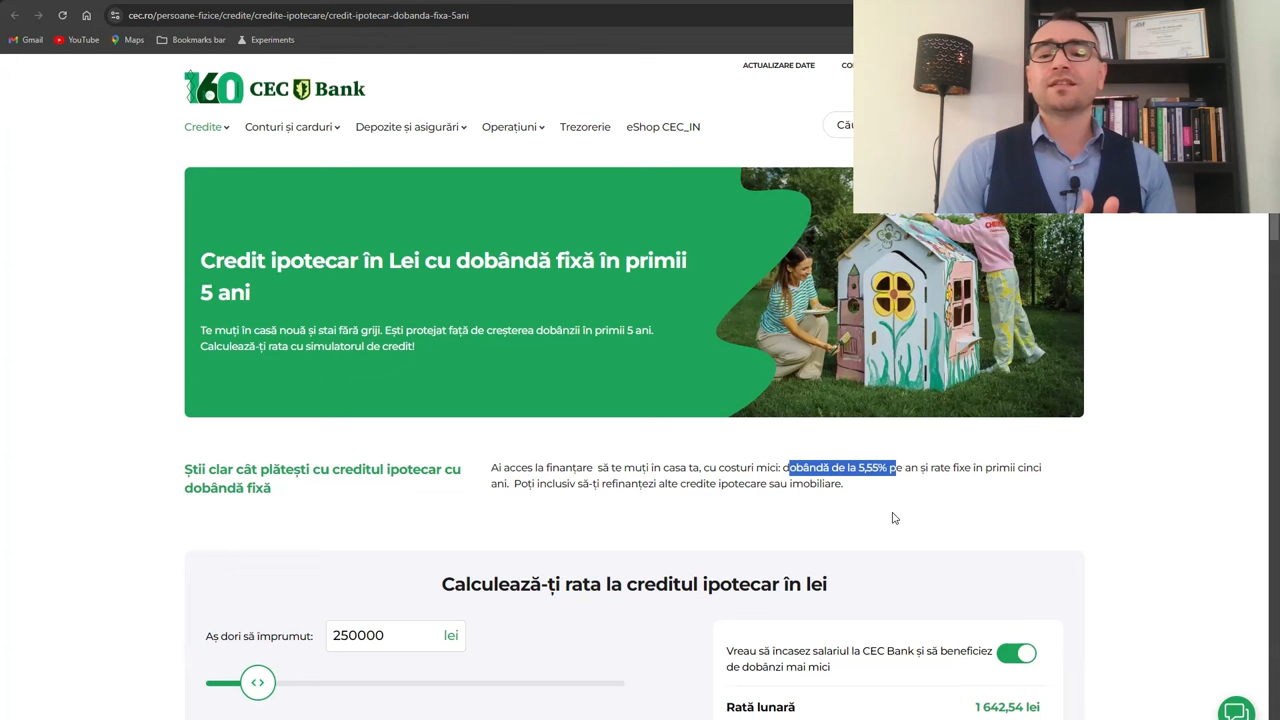 cec.ro/persoane-fizice/credite/credite-ipotecare/credit-ipotecar-dobanda-fixa-5ani
Gmail
YouTube
Maps
Bookmarks bar
Experiments
ACTUALIZARE DATE
160 CEC Bank
Credite
Conturi și carduri
Depozite și asigurări
Operațiuni
Trezorerie
eShop CEC_IN
Credit ipotecar în Lei cu dobândă fixă în primii
5 ani
Te muți în casă nouă și stai fără griji. Ești protejat față de creșterea dobânzii în primii 5 ani.
Calculează-ți rata cu simulatorul de credit!
Știi clar cât plătești cu creditul ipotecar cu
dobândă fixă
Ai acces la finanțare să te muți in casa ta, cu costuri mici: dobândă de la 5,55% pe an și rate fixe in primii cinci
ani. Poți inclusiv să-ți refinanțezi alte credite ipotecare sau imobiliare.
Calculează-ți rata la creditul ipotecar în lei
Aș dori să împrumut:
250000 lei
Vreau să incasez salariul la CEC Bank și să beneficiez
de dobânzi mai mici
Rată lunară
1 642,54 lei